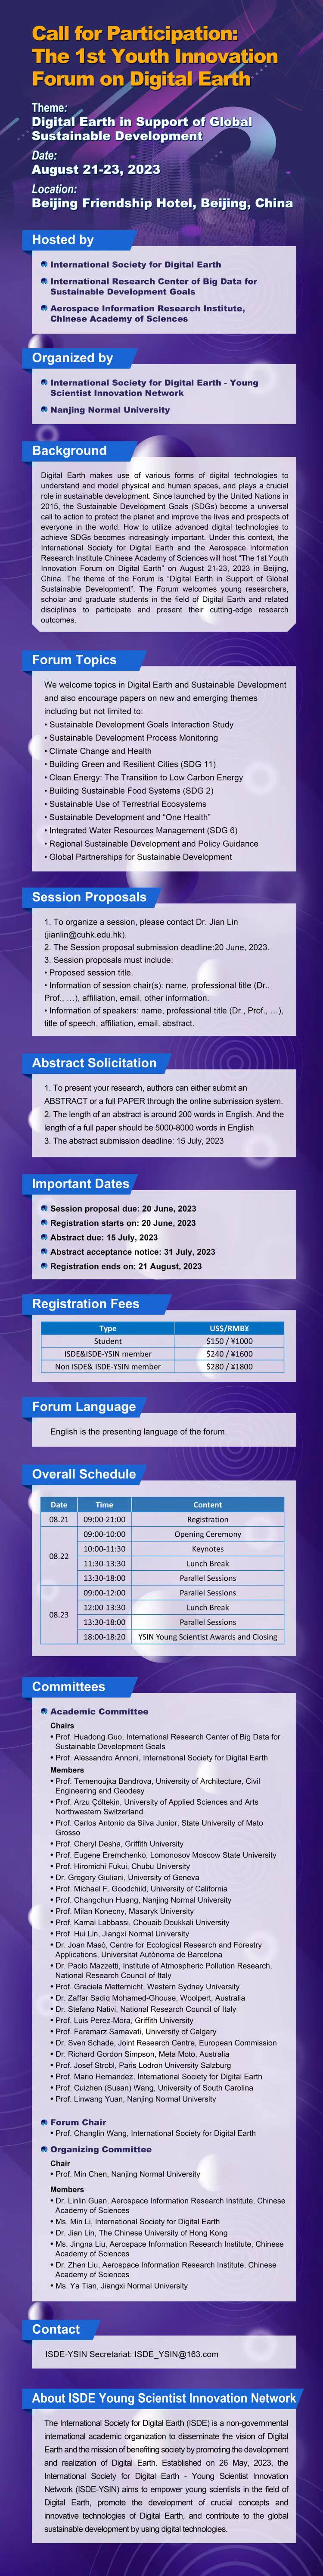 Call for Participation:
The 1st Youth Innovation
Forum on Digital Earth
Theme:
Digital Earth in Support of Global
Sustainable Development
Date:
August 21-23, 2023
Location:
Beijing Friendship Hotel, Beijing, China
Hosted by
International Society for Digital Earth
International Research Center of Big Data for
Sustainable Development Goals
Aerospace Information Research Institute,
Chinese Academy of Sciences
Organized by
International Society for Digital Earth - Young
Scientist Innovation Network
Nanjing Normal University
Background
Digital Earth makes use of various forms of digital technologies to
understand and model physical and human spaces, and plays a crucial
role in sustainable development. Since launched by the United Nations in
2015, the Sustainable Development Goals (SDGs) become a universal
call to action to protect the planet and improve the lives and prospects of
everyone in the world. How to utilize advanced digital technologies to
achieve SDGs becomes increasingly important. Under this context, the
International Society for Digital Earth and the Aerospace Information
Research Institute Chinese Academy of Sciences will host “The 1st Youth
Innovation Forum on Digital Earth” on August 21-23, 2023 in Beijing,
China. The theme of the Forum is “Digital Earth in Support of Global
Sustainable Development”. The Forum welcomes young researchers,
scholar and graduate students in the field of Digital Earth and related
disciplines to participate and present their cutting-edge research
outcomes.
Forum Topics
We welcome topics in Digital Earth and Sustainable Development
and also encourage papers on new and emerging themes
including but not limited to:
• Sustainable Development Goals Interaction Study
• Sustainable Development Process Monitoring
• Climate Change and Health
• Building Green and Resilient Cities (SDG 11)
• Clean Energy: The Transition to Low Carbon Energy
• Building Sustainable Food Systems (SDG 2)
• Sustainable Use of Terrestrial Ecosystems
• Sustainable Development and “One Health”
• Integrated Water Resources Management (SDG 6)
• Regional Sustainable Development and Policy Guidance
• Global Partnerships for Sustainable Development
Session Proposals
1. To organize a session, please contact Dr. Jian Lin
(jianlin@cuhk.edu.hk).
2. The Session proposal submission deadline:20 June, 2023.
3. Session proposals must include:
• Proposed session title.
• Information of session chair(s): name, professional title (Dr.,
Prof., …), affiliation, email, other information.
• Information of speakers: name, professional title (Dr., Prof., …),
title of speech, affiliation, email, abstract.
Abstract Solicitation
1. To present your research, authors can either submit an
ABSTRACT or a full PAPER through the online submission system.
2. The length of an abstract is around 200 words in English. And the
length of a full paper should be 5000-8000 words in English
3. The abstract submission deadline: 15 July, 2023
Important Dates
Session proposal due: 20 June, 2023
Registration starts on: 20 June, 2023
Abstract due: 15 July, 2023
Abstract acceptance notice: 31 July, 2023
Registration ends on: 21 August, 2023
Registration Fees
Type US$/RMB¥
Student $150 / ¥1000
ISDE&ISDE-YSIN member $240 / ¥1600
Non ISDE& ISDE-YSIN member $280 / ¥1800
Forum Language
English is the presenting language of the forum.
Overall Schedule
Date Time Content
08.21 09:00-21:00 Registration
08.22 09:00-10:00 Opening Ceremony
10:00-11:30 Keynotes
11:30-13:30 Lunch Break
13:30-18:00 Parallel Sessions
08.23 09:00-12:00 Parallel Sessions
12:00-13:30 Lunch Break
13:30-18:00 Parallel Sessions
18:00-18:20 YSIN Young Scientist Awards and Closing
Committees
Academic Committee
Chairs
• Prof. Huadong Guo, International Research Center of Big Data for
Sustainable Development Goals
• Prof. Alessandro Annoni, International Society for Digital Earth
Members
• Prof. Temenoujka Bandrova, University of Architecture, Civil
Engineering and Geodesy
• Prof. Arzu Çöltekin, University of Applied Sciences and Arts
Northwestern Switzerland
• Prof. Carlos Antonio da Silva Junior, State University of Mato
Grosso
• Prof. Cheryl Desha, Griffith University
• Prof. Eugene Eremchenko, Lomonosov Moscow State University
• Prof. Hiromichi Fukui, Chubu University
• Dr. Gregory Giuliani, University of Geneva
• Prof. Michael F. Goodchild, University of California
• Prof. Changchun Huang, Nanjing Normal University
• Prof. Milan Konecny, Masaryk University
• Prof. Kamal Labbassi, Chouaib Doukkali University
• Prof. Hui Lin, Jiangxi Normal University
• Dr. Joan Masó, Centre for Ecological Research and Forestry
Applications, Universitat Autònoma de Barcelona
• Dr. Paolo Mazzetti, Institute of Atmospheric Pollution Research,
National Research Council of Italy
• Prof. Graciela Metternicht, Western Sydney University
• Dr. Zaffar Sadiq Mohamed-Ghouse, Woolpert, Australia
• Dr. Stefano Nativi, National Research Council of Italy
• Prof. Luis Perez-Mora, Griffith University
• Prof. Faramarz Samavati, University of Calgary
• Dr. Sven Schade, Joint Research Centre, European Commission
• Dr. Richard Gordon Simpson, Meta Moto, Australia
• Prof. Josef Strobl, Paris Lodron University Salzburg
• Prof. Mario Hernandez, International Society for Digital Earth
• Prof. Cuizhen (Susan) Wang, University of South Carolina
• Prof. Linwang Yuan, Nanjing Normal University
Forum Chair
• Prof. Changlin Wang, International Society for Digital Earth
Organizing Committee
Chair
• Prof. Min Chen, Nanjing Normal University
Members
• Dr. Linlin Guan, Aerospace Information Research Institute, Chinese
Academy of Sciences
• Ms. Min Li, International Society for Digital Earth
• Dr. Jian Lin, The Chinese University of Hong Kong
• Ms. Jingna Liu, Aerospace Information Research Institute, Chinese
Academy of Sciences
• Dr. Zhen Liu, Aerospace Information Research Institute, Chinese
Academy of Sciences
• Ms. Ya Tian, Jiangxi Normal University
Contact
ISDE-YSIN Secretariat: ISDE_YSIN@163.com
About ISDE Young Scientist Innovation Network
The International Society for Digital Earth (ISDE) is a non-governmental
international academic organization to disseminate the vision of Digital
Earth and the mission of benefiting society by promoting the development
and realization of Digital Earth. Established on 26 May, 2023, the
International Society for Digital Earth - Young Scientist Innovation
Network (ISDE-YSIN) aims to empower young scientists in the field of
Digital Earth, promote the development of crucial concepts and
innovative technologies of Digital Earth, and contribute to the global
sustainable development by using digital technologies.